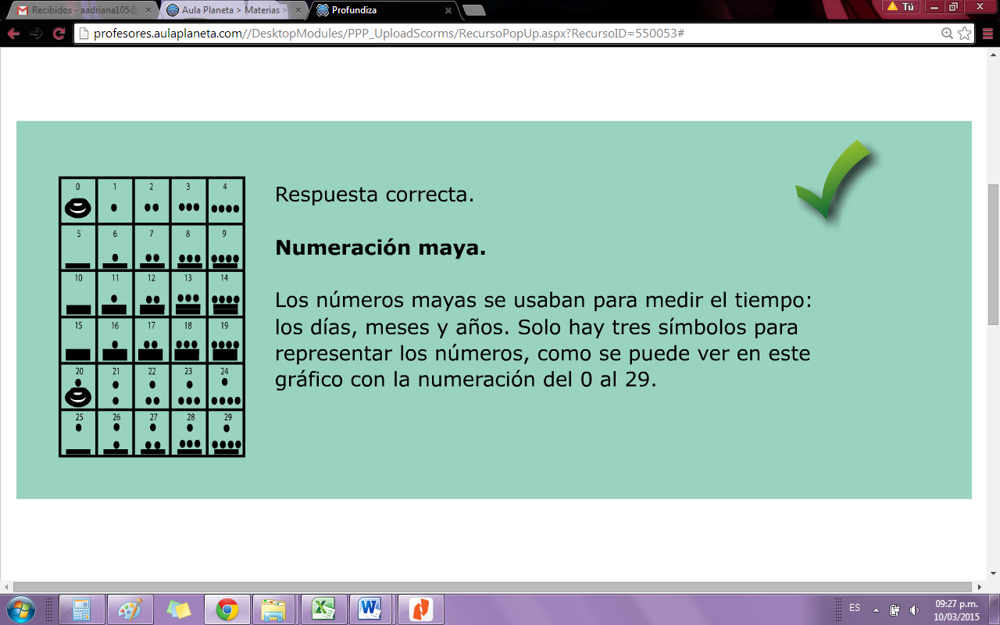 Recibidos - aadriana105@
Aula Planeta > Materias >
Profundiza
Tú
profesores.aulaplaneta.com//DesktopModules/PPP_UploadScorms/RecursoPopUp.aspx?RecursoID=550053#
0 1 2 3 4
5 6 7 8 9
10 11 12 13 14
15 16 17 18 19
20 21 22 23 24
25 26 27 28 29
Respuesta correcta.
Numeración maya.
Los números mayas se usaban para medir el tiempo:
los días, meses y años. Solo hay tres símbolos para
representar los números, como se puede ver en este
gráfico con la numeración del 0 al 29.
ES
09:27 p.m.
10/03/2015